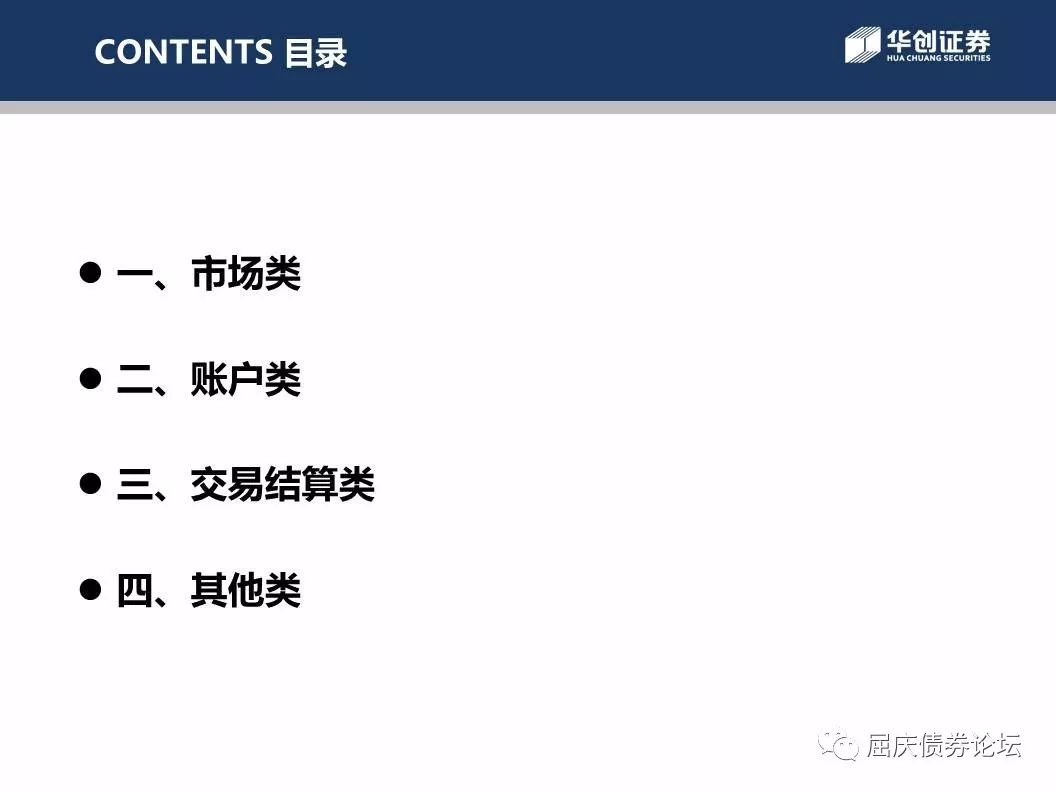 CONTENTS 目录
华创证券
HUA CHUANG SECURITIES
● 一、市场类
● 二、账户类
● 三、交易结算类
● 四、其他类
屈庆债券论坛